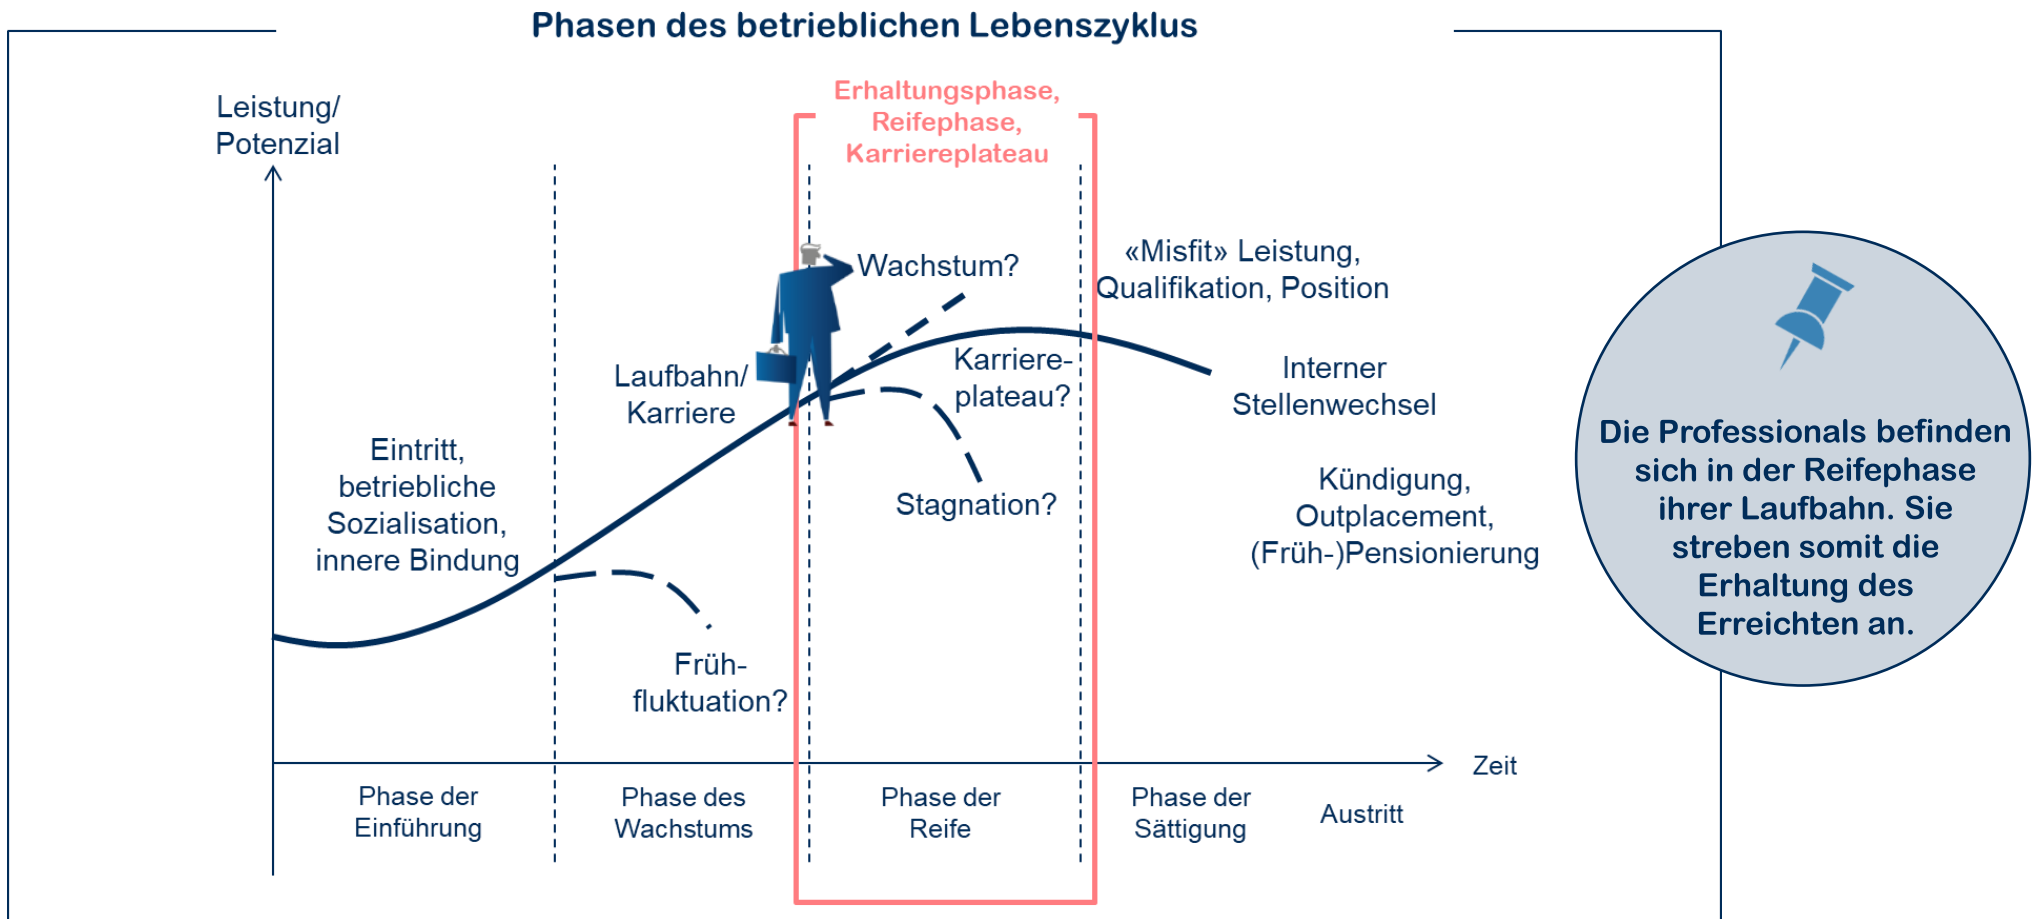 Phasen des betrieblichen Lebenszyklus
Leistung/
Potenzial
Erhaltungsphase,
Reifephase,
Karriereplateau
Wachstum?
«Misfit» Leistung,
Qualifikation, Position
Laufbahn/
Karriere
Karriere-
plateau?
Interner
Stellenwechsel
Eintritt,
betriebliche
Sozialisation,
innere Bindung
Stagnation?
Kündigung,
Outplacement,
(Früh-)Pensionierung
Früh-
fluktuation?
Zeit
Phase der
Einführung
Phase des
Wachstums
Phase der
Reife
Phase der
Sättigung
Austritt
Die Professionals befinden
sich in der Reifephase
ihrer Laufbahn. Sie
streben somit die
Erhaltung des
Erreichten an.